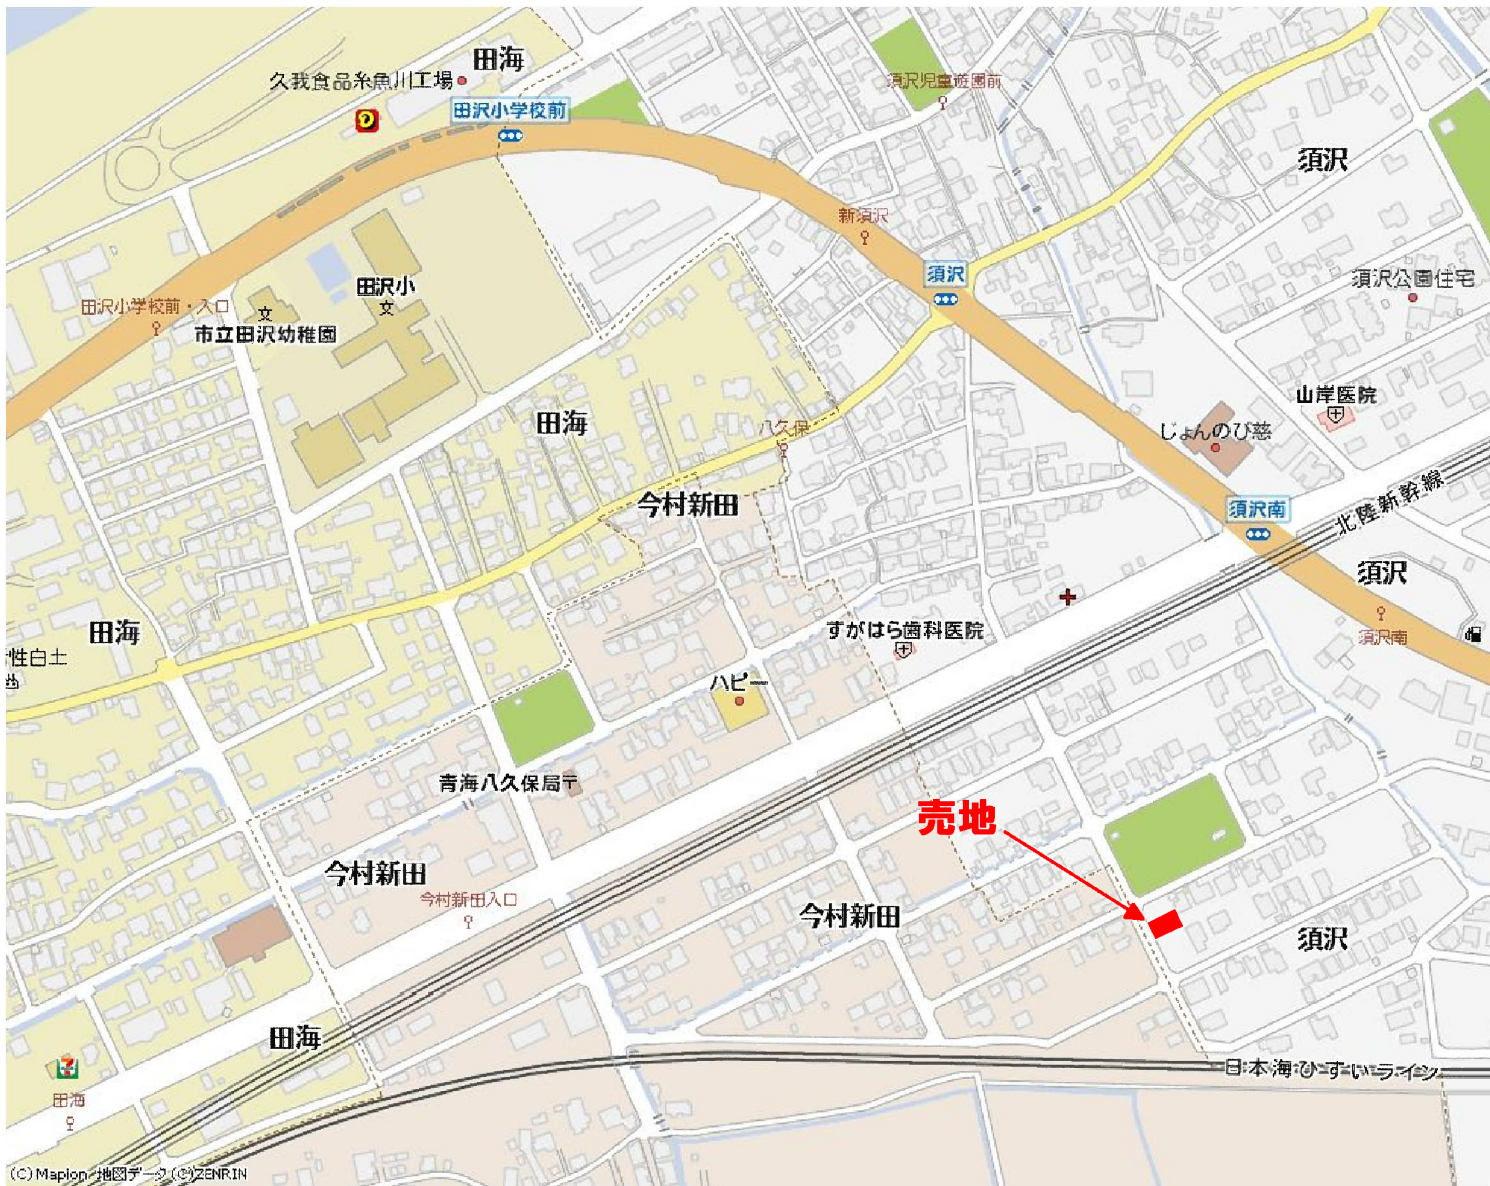 田海
久我食品糸魚川工場
田沢小学校前
須沢児童遊園前
須沢
新須沢
須沢
須沢公園住宅
田沢小学校前・入口
田沢小
文
文
市立田沢幼稚園
山岸医院
田海
八久保
じょんのび慈
今村新田
須沢南
北陸新幹線
須沢
田海
すがはら歯科医院
須沢南
性白土
ハピー
青海八久保局〒
売地
今村新田
今村新田入口
今村新田
須沢
田海
7
日本海ひすいライン
田海
(C)Mapion 地図データ(C)ZENRIN